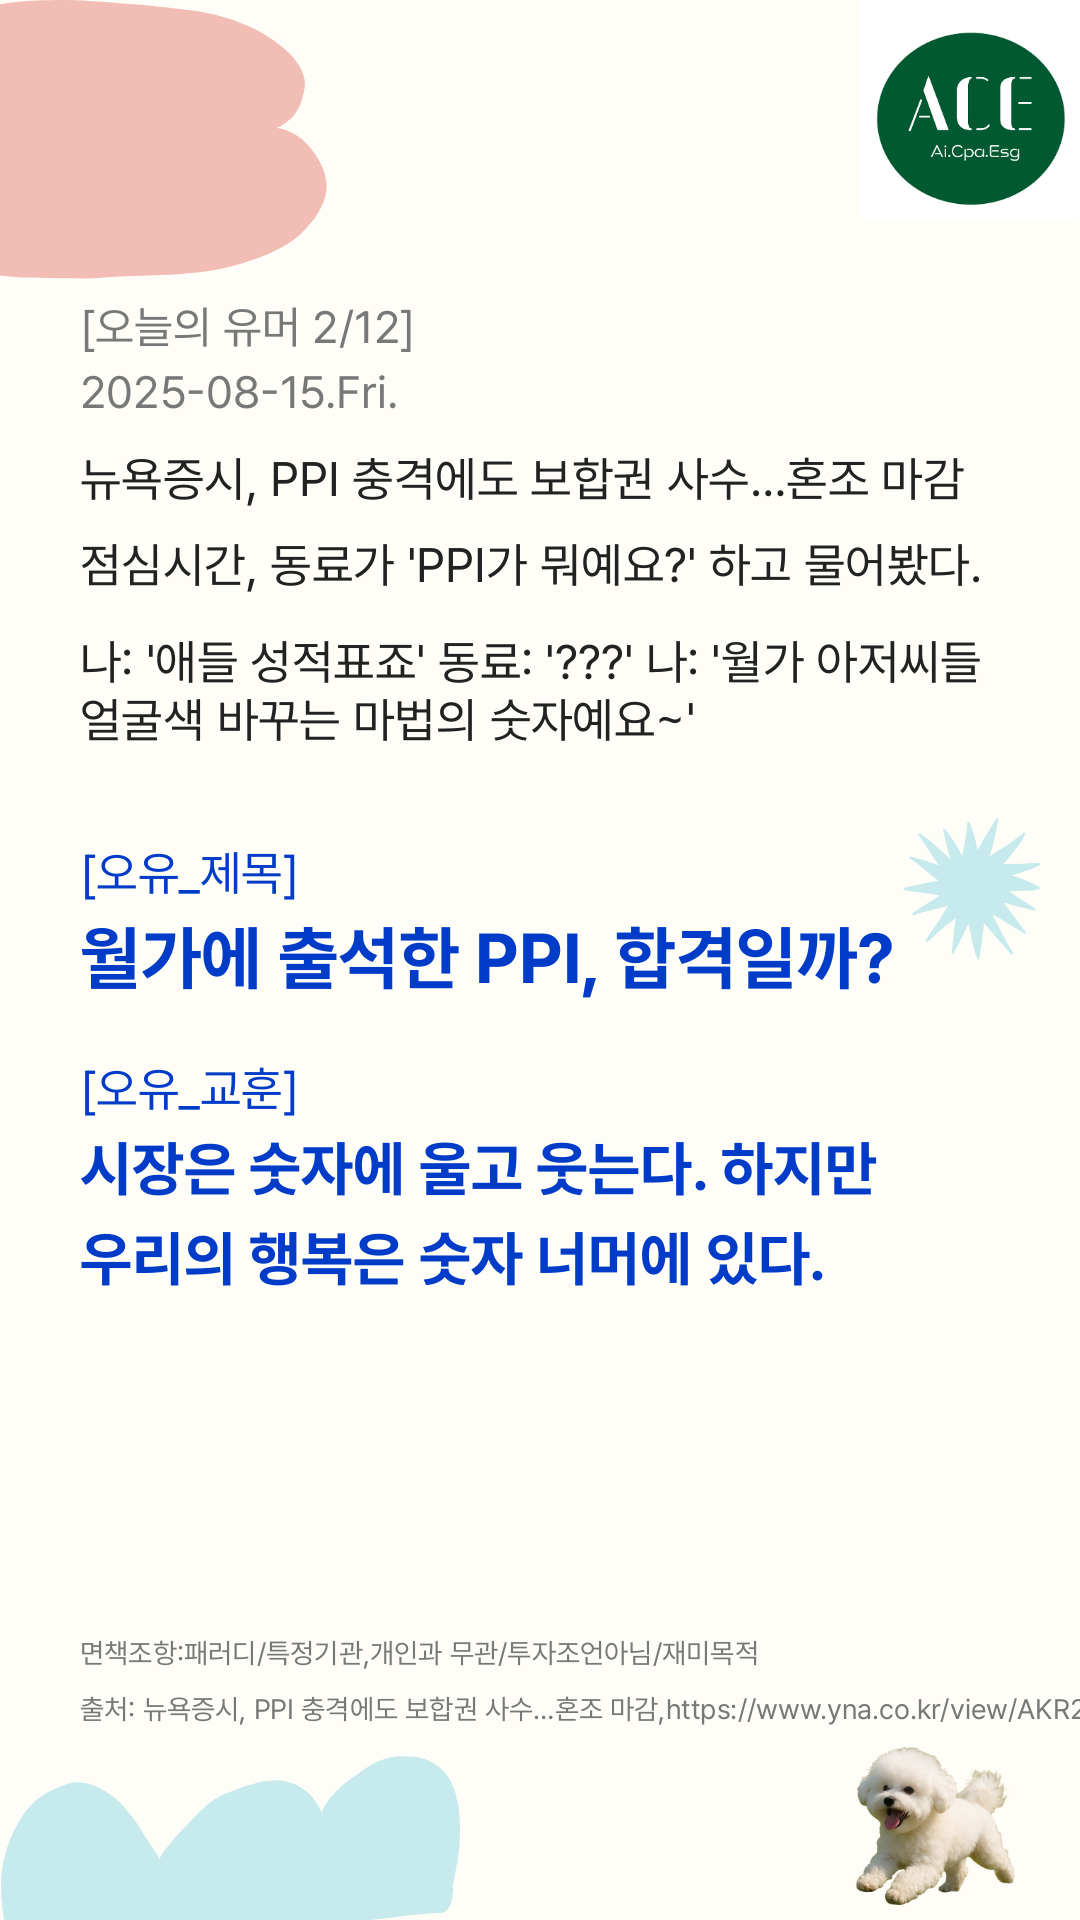 ACE
Ai.Cpa.Esg
[오늘의 유머 2/12]
2025-08-15.Fri.
뉴욕증시, PPI 충격에도 보합권 사수…혼조 마감
점심시간, 동료가 'PPI가 뭐예요?' 하고 물어봤다.
나: '얘들 성적표죠' 동료: '???' 나: '월가 아저씨들
얼굴색 바꾸는 마법의 숫자예요~'
[오유_제목]
월가에 출석한 PPI, 합격일까?
[오유_교훈]
시장은 숫자에 울고 웃는다. 하지만
우리의 행복은 숫자 너머에 있다.
면책조항:패러디/특정기관,개인과 무관/투자조언아님/재미목적
출처: 뉴욕증시, PPI 충격에도 보합권 사수…혼조 마감,https://www.yna.co.kr/view/AKR2